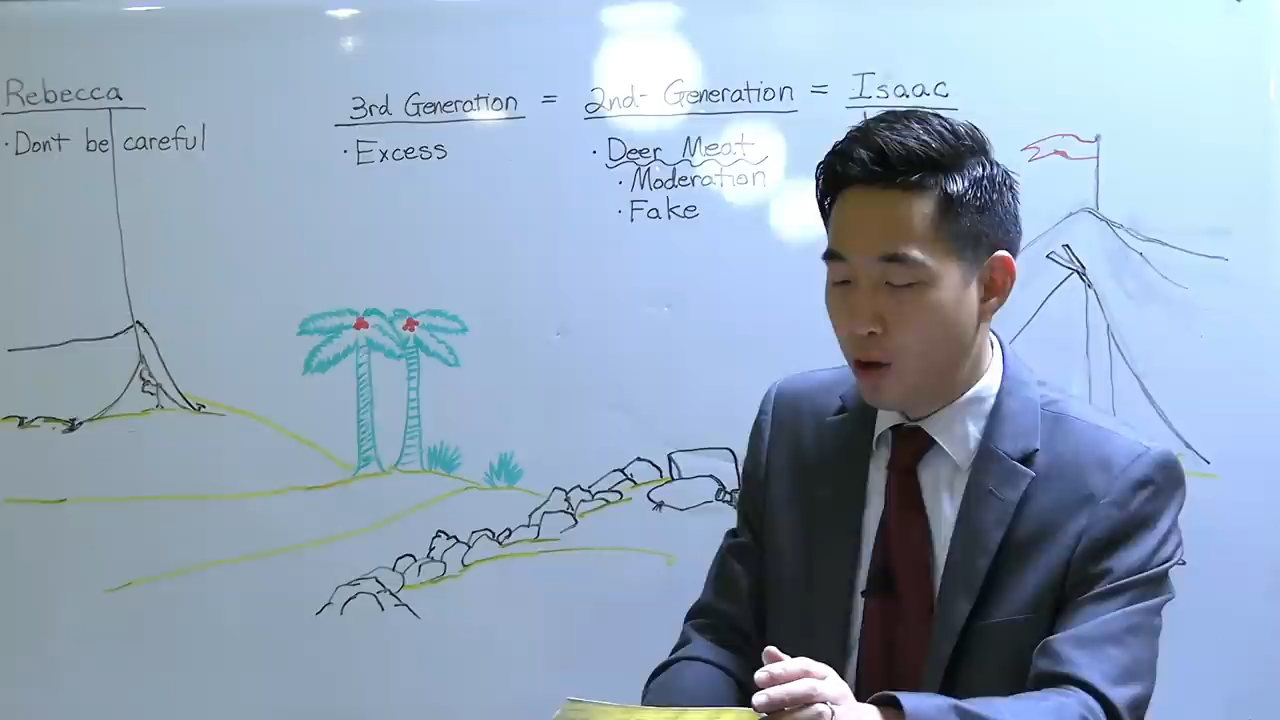 Rebecca
·Don't be careful
3rd Generation = 2nd- Generation = Isaac
·Excess
·Deer Meat
·Moderation
·Fake